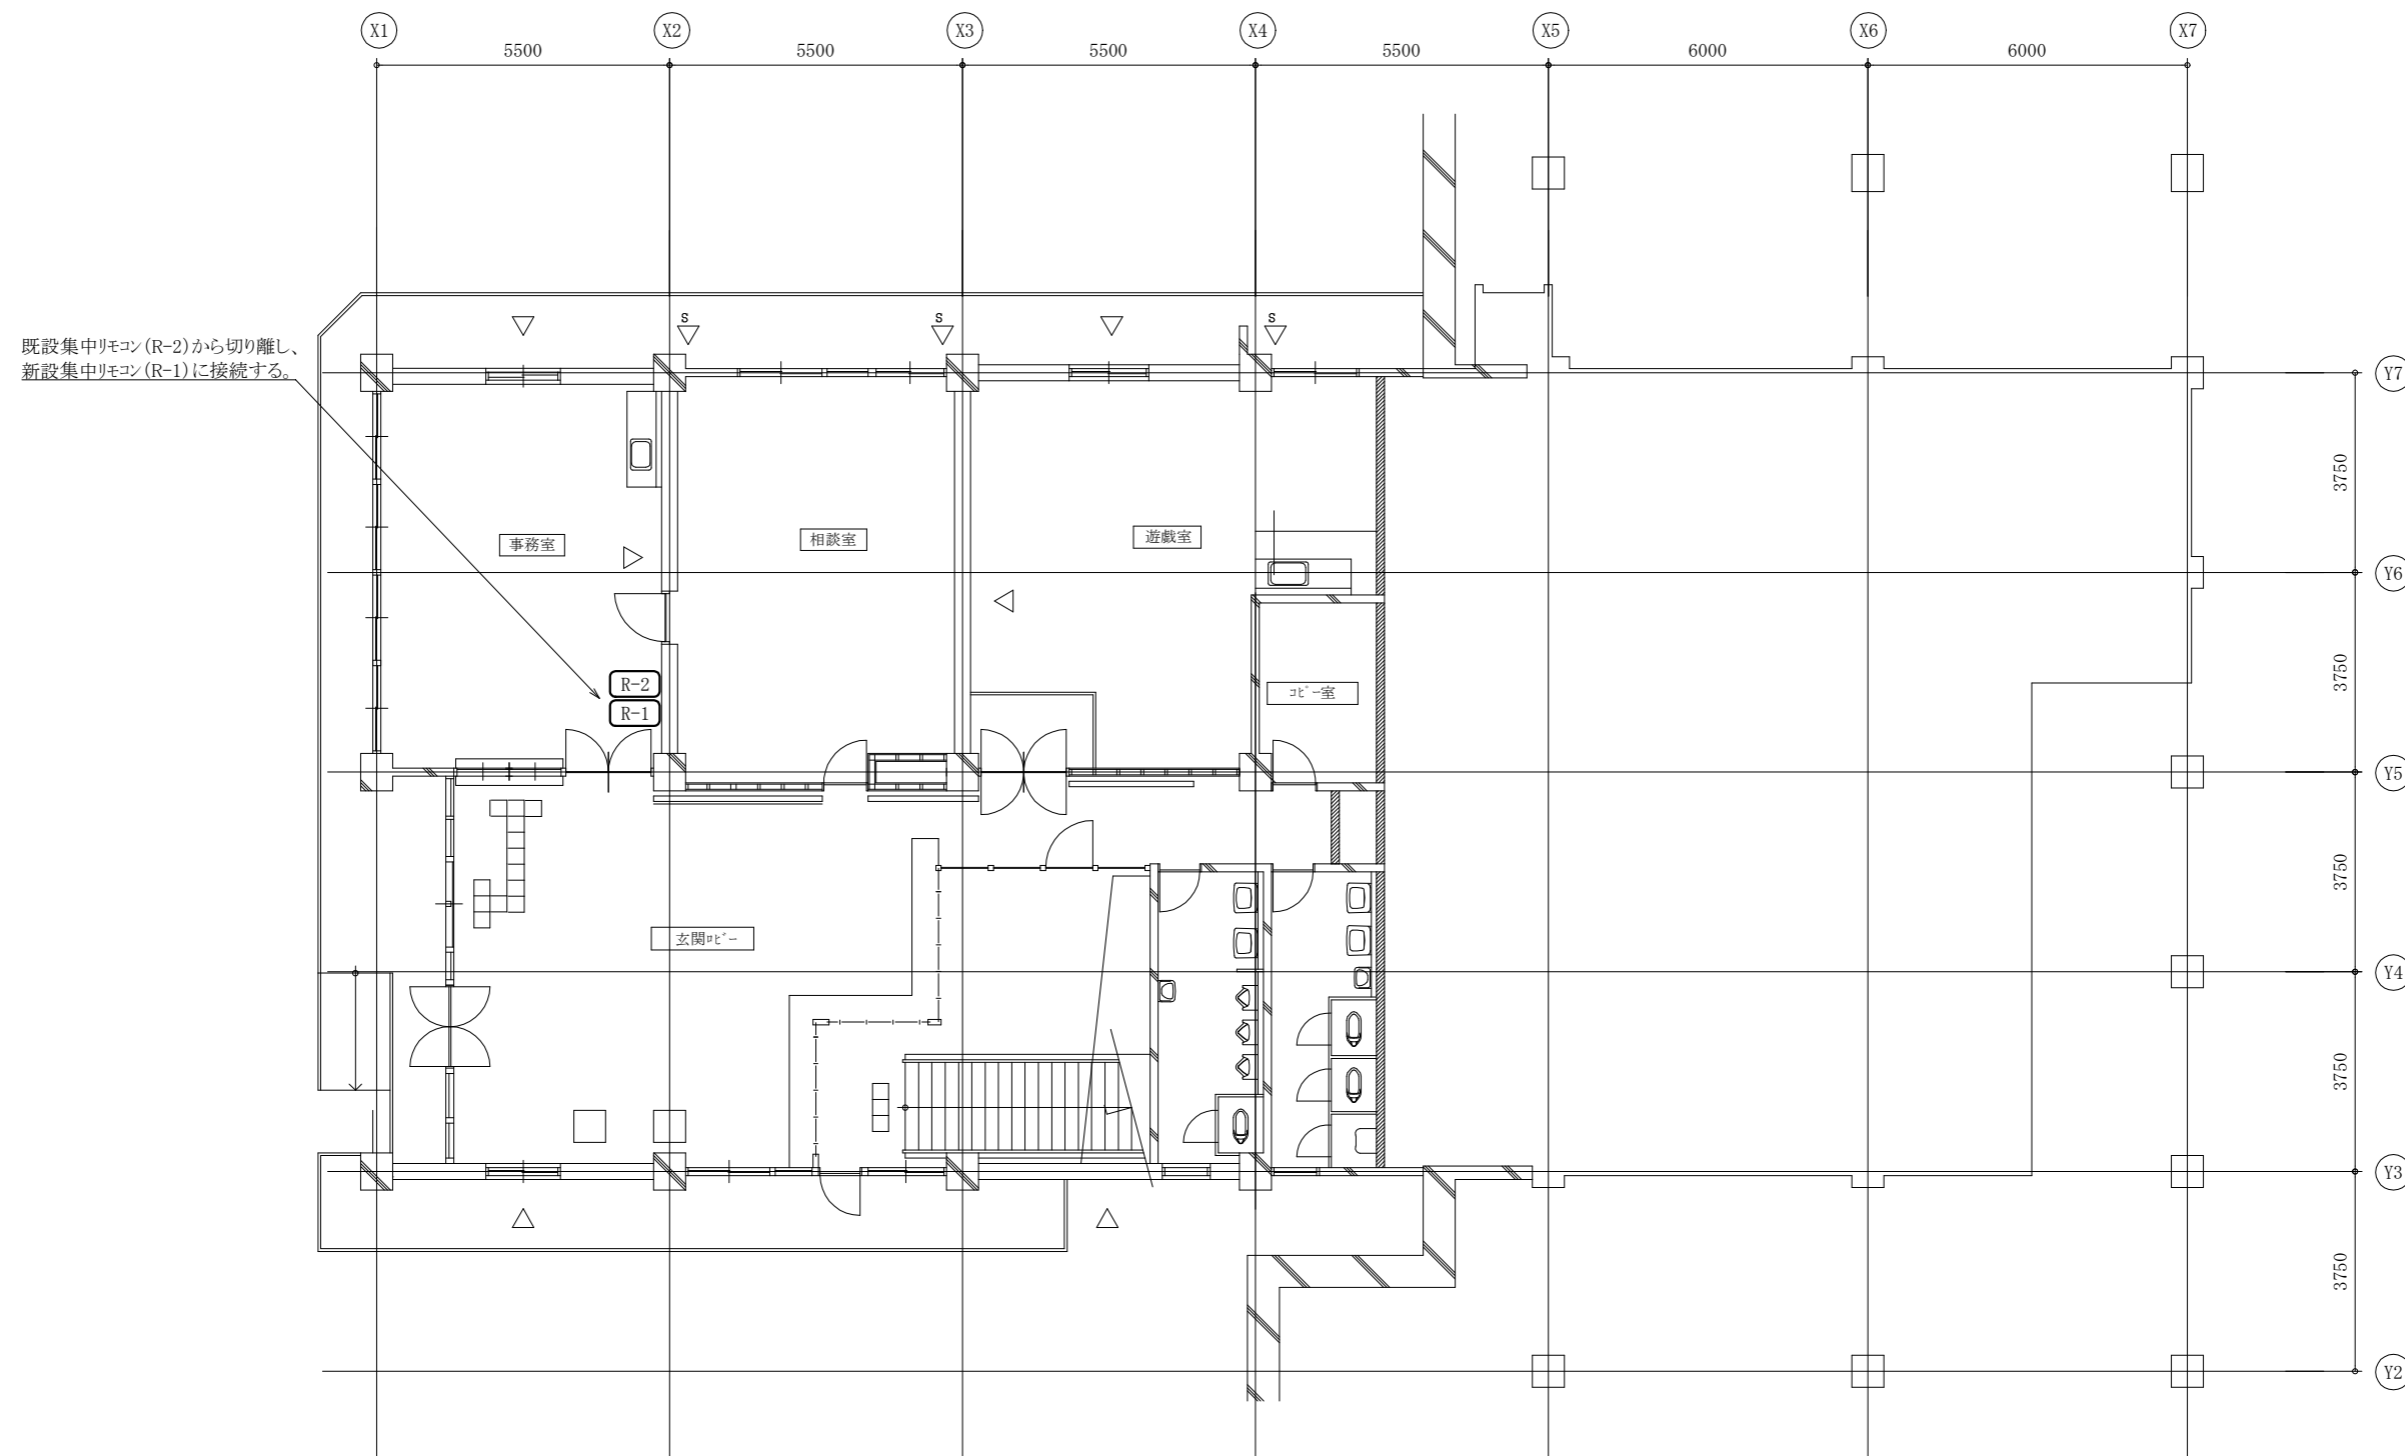 X1
X2
X3
X4
X5
X6
X7
5500
5500
5500
5500
6000
6000
既設集中ﾘﾓｺﾝ(R-2)から切り離し、
新設集中ﾘﾓｺﾝ(R-1)に接続する。
S
S
S
Y7
3750
事務室
相談室
遊戯室
Y6
R-2
R-1
ｺﾋﾟｰ室
3750
Y5
3750
玄関ﾛﾋﾞｰ
Y4
3750
Y3
3750
Y2